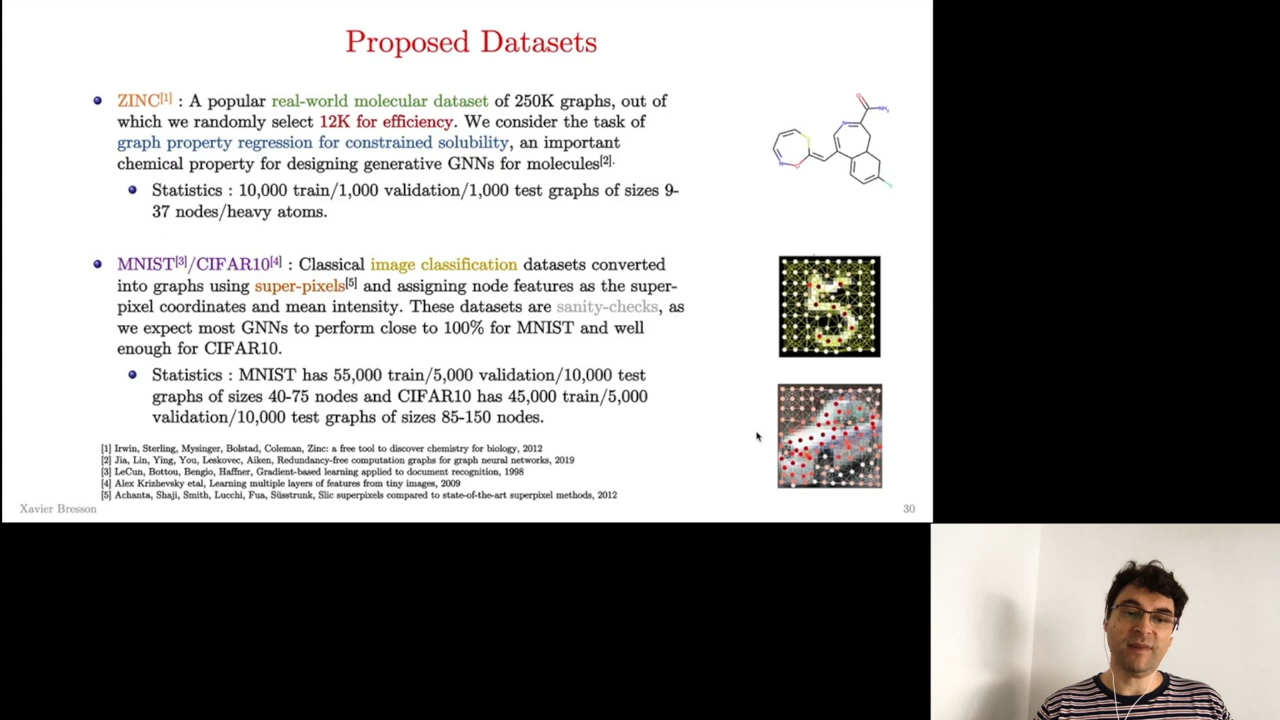 Proposed Datasets
ZINC[1] : A popular real-world molecular dataset of 250K graphs, out of
which we randomly select 12K for efficiency. We consider the task of
graph property regression for constrained solubility, an important
chemical property for designing generative GNNs for molecules[2].
Statistics : 10,000 train/1,000 validation/1,000 test graphs of sizes 9-
37 nodes/heavy atoms.
MNIST[3]/CIFAR10[4] : Classical image classification datasets converted
into graphs using super-pixels[5] and assigning node features as the super-
pixel coordinates and mean intensity. These datasets are sanity-checks, as
we expect most GNNs to perform close to 100% for MNIST and well
enough for CIFAR10.
Statistics : MNIST has 55,000 train/5,000 validation/10,000 test
graphs of sizes 40-75 nodes and CIFAR10 has 45,000 train/5,000
validation/10,000 test graphs of sizes 85-150 nodes.
[1] Irwin, Sterling, Mysinger, Bolstad, Coleman, Zinc: a free tool to discover chemistry for biology, 2012
[2] Jia, Lin, Ying, You, Leskovec, Aiken, Redundancy-free computation graphs for graph neural networks, 2019
[3] LeCun, Bottou, Bengio, Haffner, Gradient-based learning applied to document recognition, 1998
[4] Alex Krizhevsky etal, Learning multiple layers of features from tiny images, 2009
[5] Achanta, Shaji, Smith, Lucchi, Fua, Süsstrunk, Slic superpixels compared to state-of-the-art superpixel methods, 2012
Xavier Bresson
30